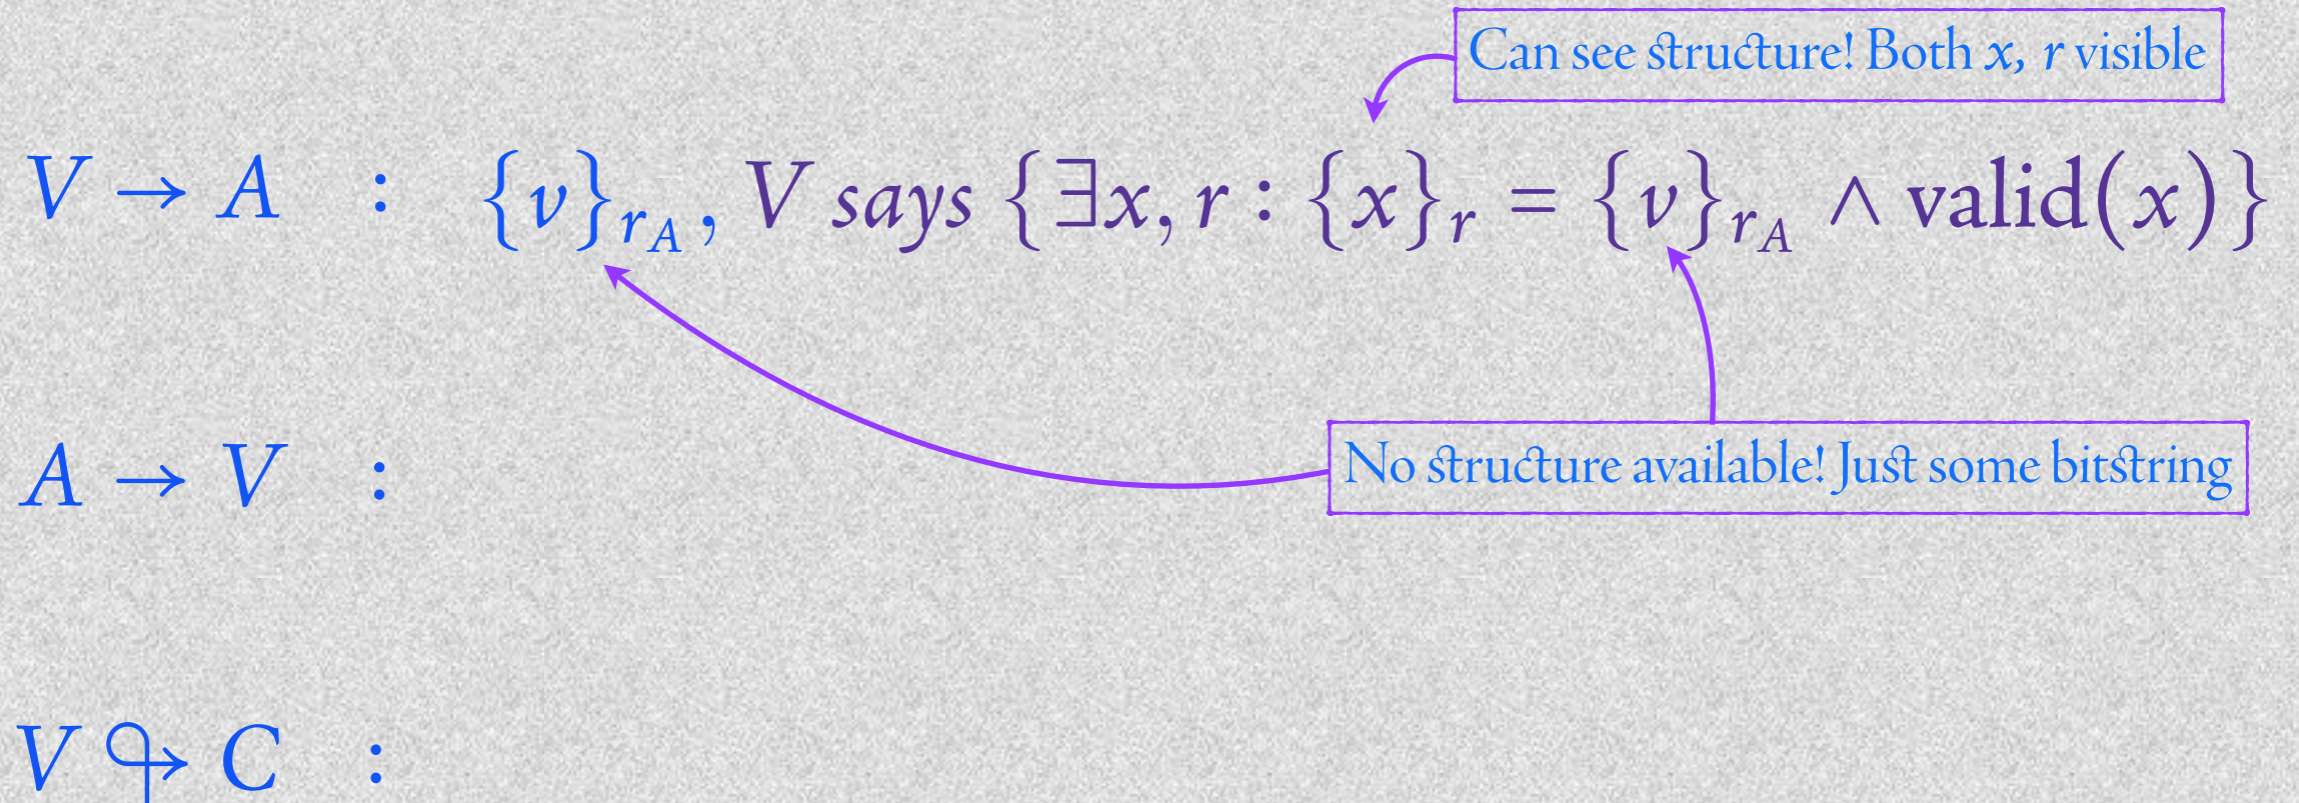 Can see structure! Both x, r visible
V → A : {v}_{r_A}, V says {∃x, r : {x}_r = {v}_{r_A} ∧ valid(x)}
No structure available! Just some bitstring
A → V :
V ↬ C :